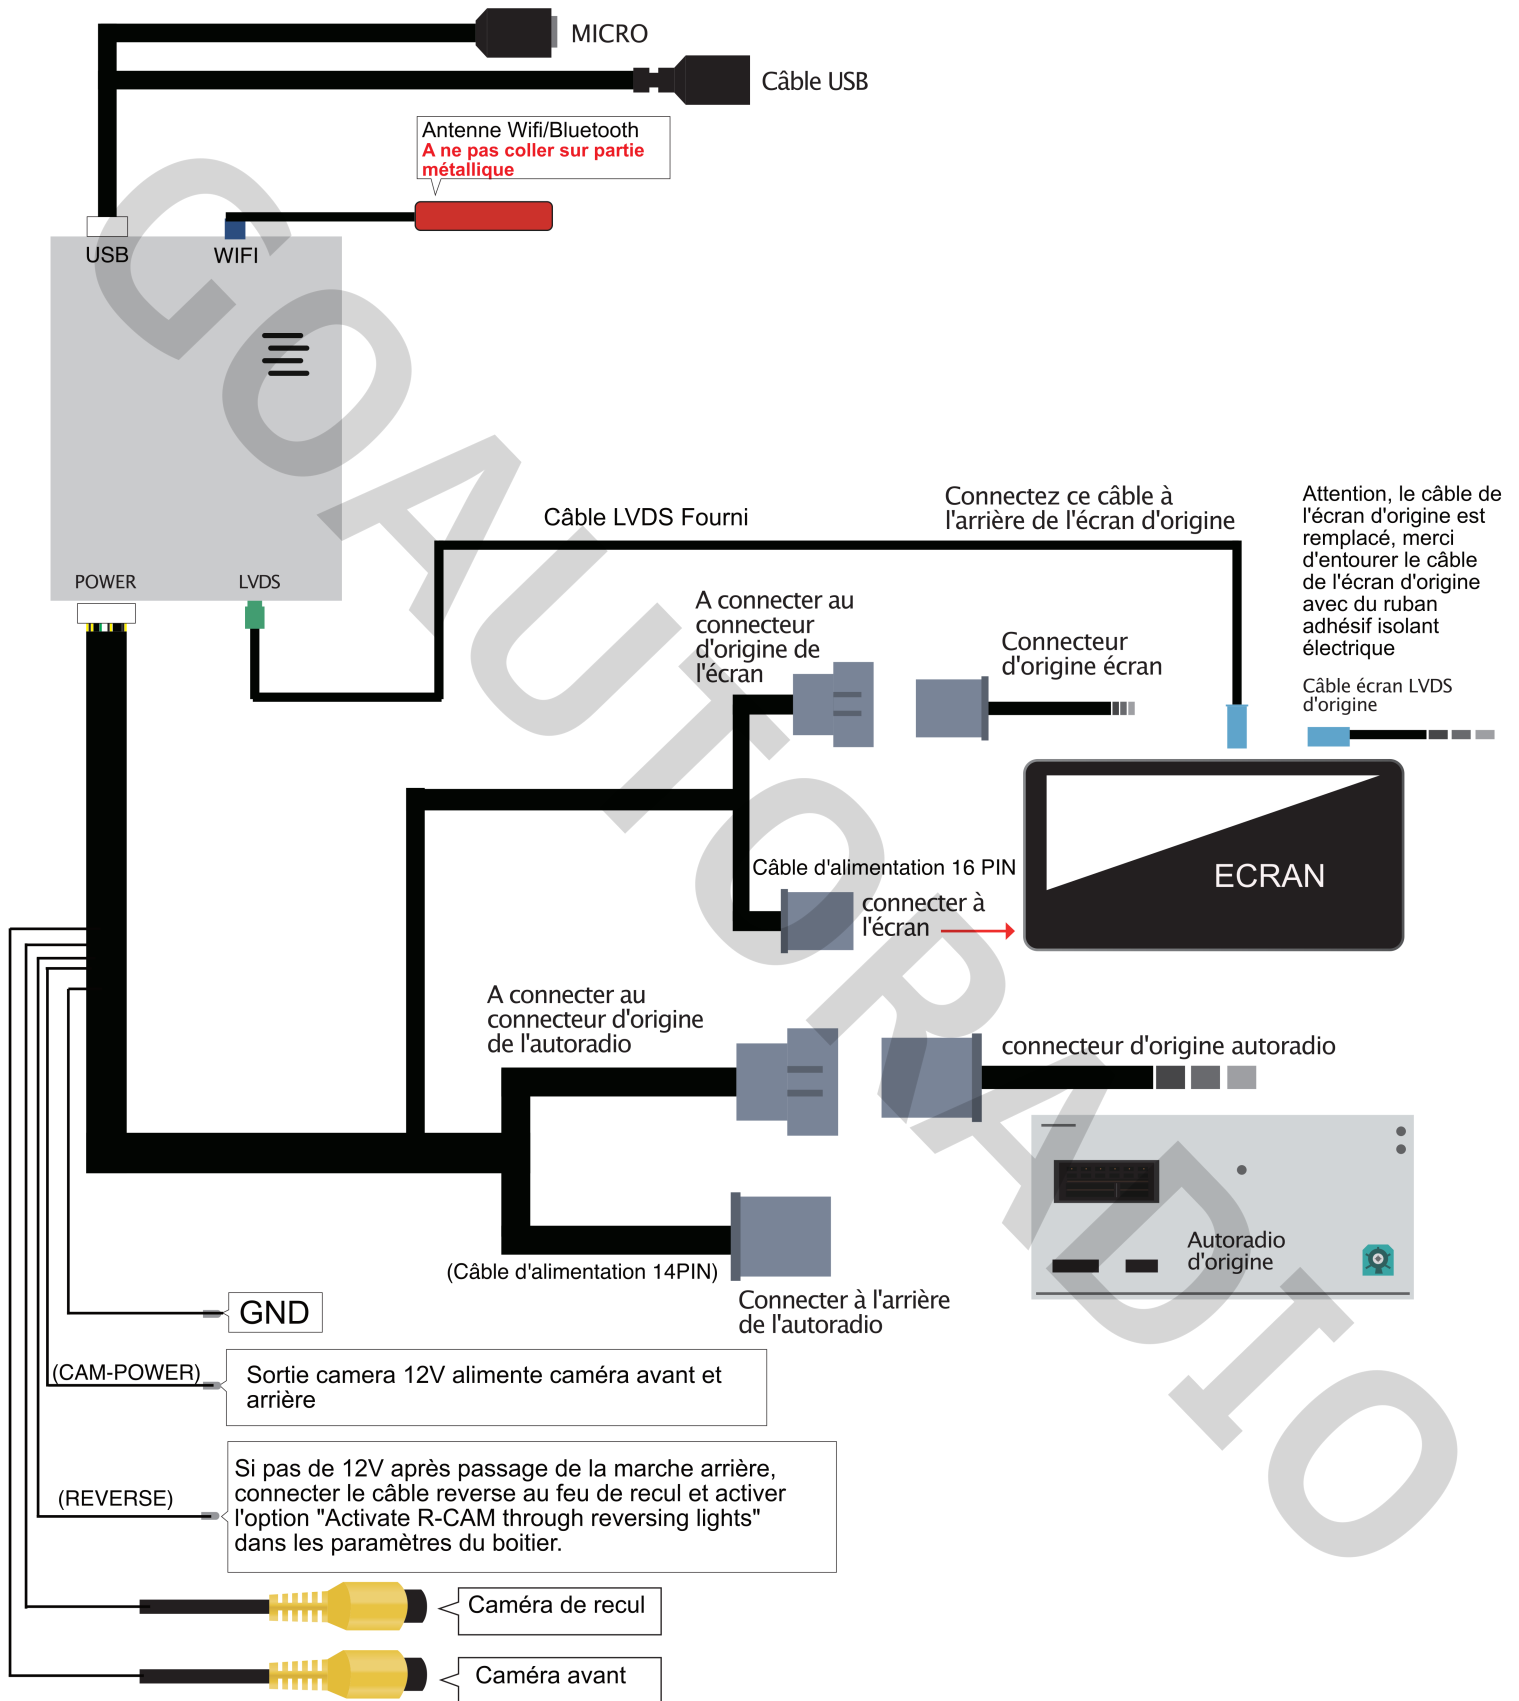 MICRO
Câble USB
Antenne Wifi/Bluetooth
A ne pas coller sur partie
métallique
USB
WIFI
GOAUTORADIO
Câble LVDS Fourni
Connectez ce câble à
l'arrière de l'écran d'origine
Attention, le câble de
l'écran d'origine est
remplacé, merci
d'entourer le câble
de l'écran d'origine
avec du ruban
adhésif isolant
électrique
POWER
LVDS
A connecter au
connecteur
d'origine de
l'écran
Connecteur
d'origine écran
Câble écran LVDS
d'origine
ECRAN
Câble d'alimentation 16 PIN
connecter à
l'écran
A connecter au
connecteur d'origine
de l'autoradio
connecteur d'origine autoradio
Autoradio
d'origine
(Câble d'alimentation 14PIN)
Connecter à l'arrière
de l'autoradio
GND
(CAM-POWER)
Sortie camera 12V alimente caméra avant et
arrière
(REVERSE)
Si pas de 12V après passage de la marche arrière,
connecter le câble reverse au feu de recul et activer
l'option "Activate R-CAM through reversing lights"
dans les paramètres du boitier.
Caméra de recul
Caméra avant